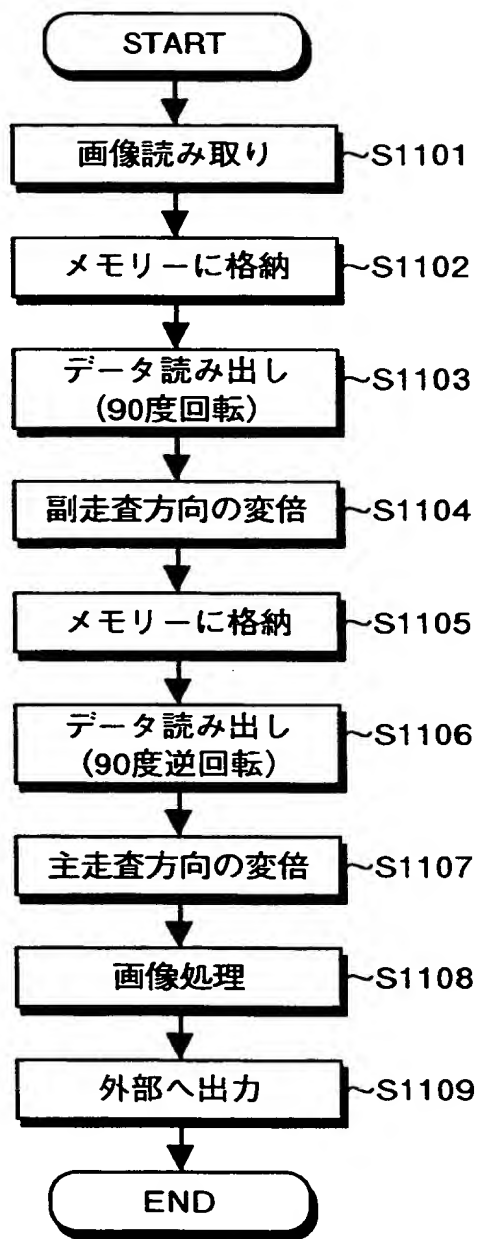 START
画像読み取り ~S1101
メモリーに格納 ~S1102
データ読み出し ~S1103
(90度回転)
副走査方向の変倍 ~S1104
メモリーに格納 ~S1105
データ読み出し ~S1106
(90度逆回転)
主走査方向の変倍 ~S1107
画像処理 ~S1108
外部へ出力 ~S1109
END